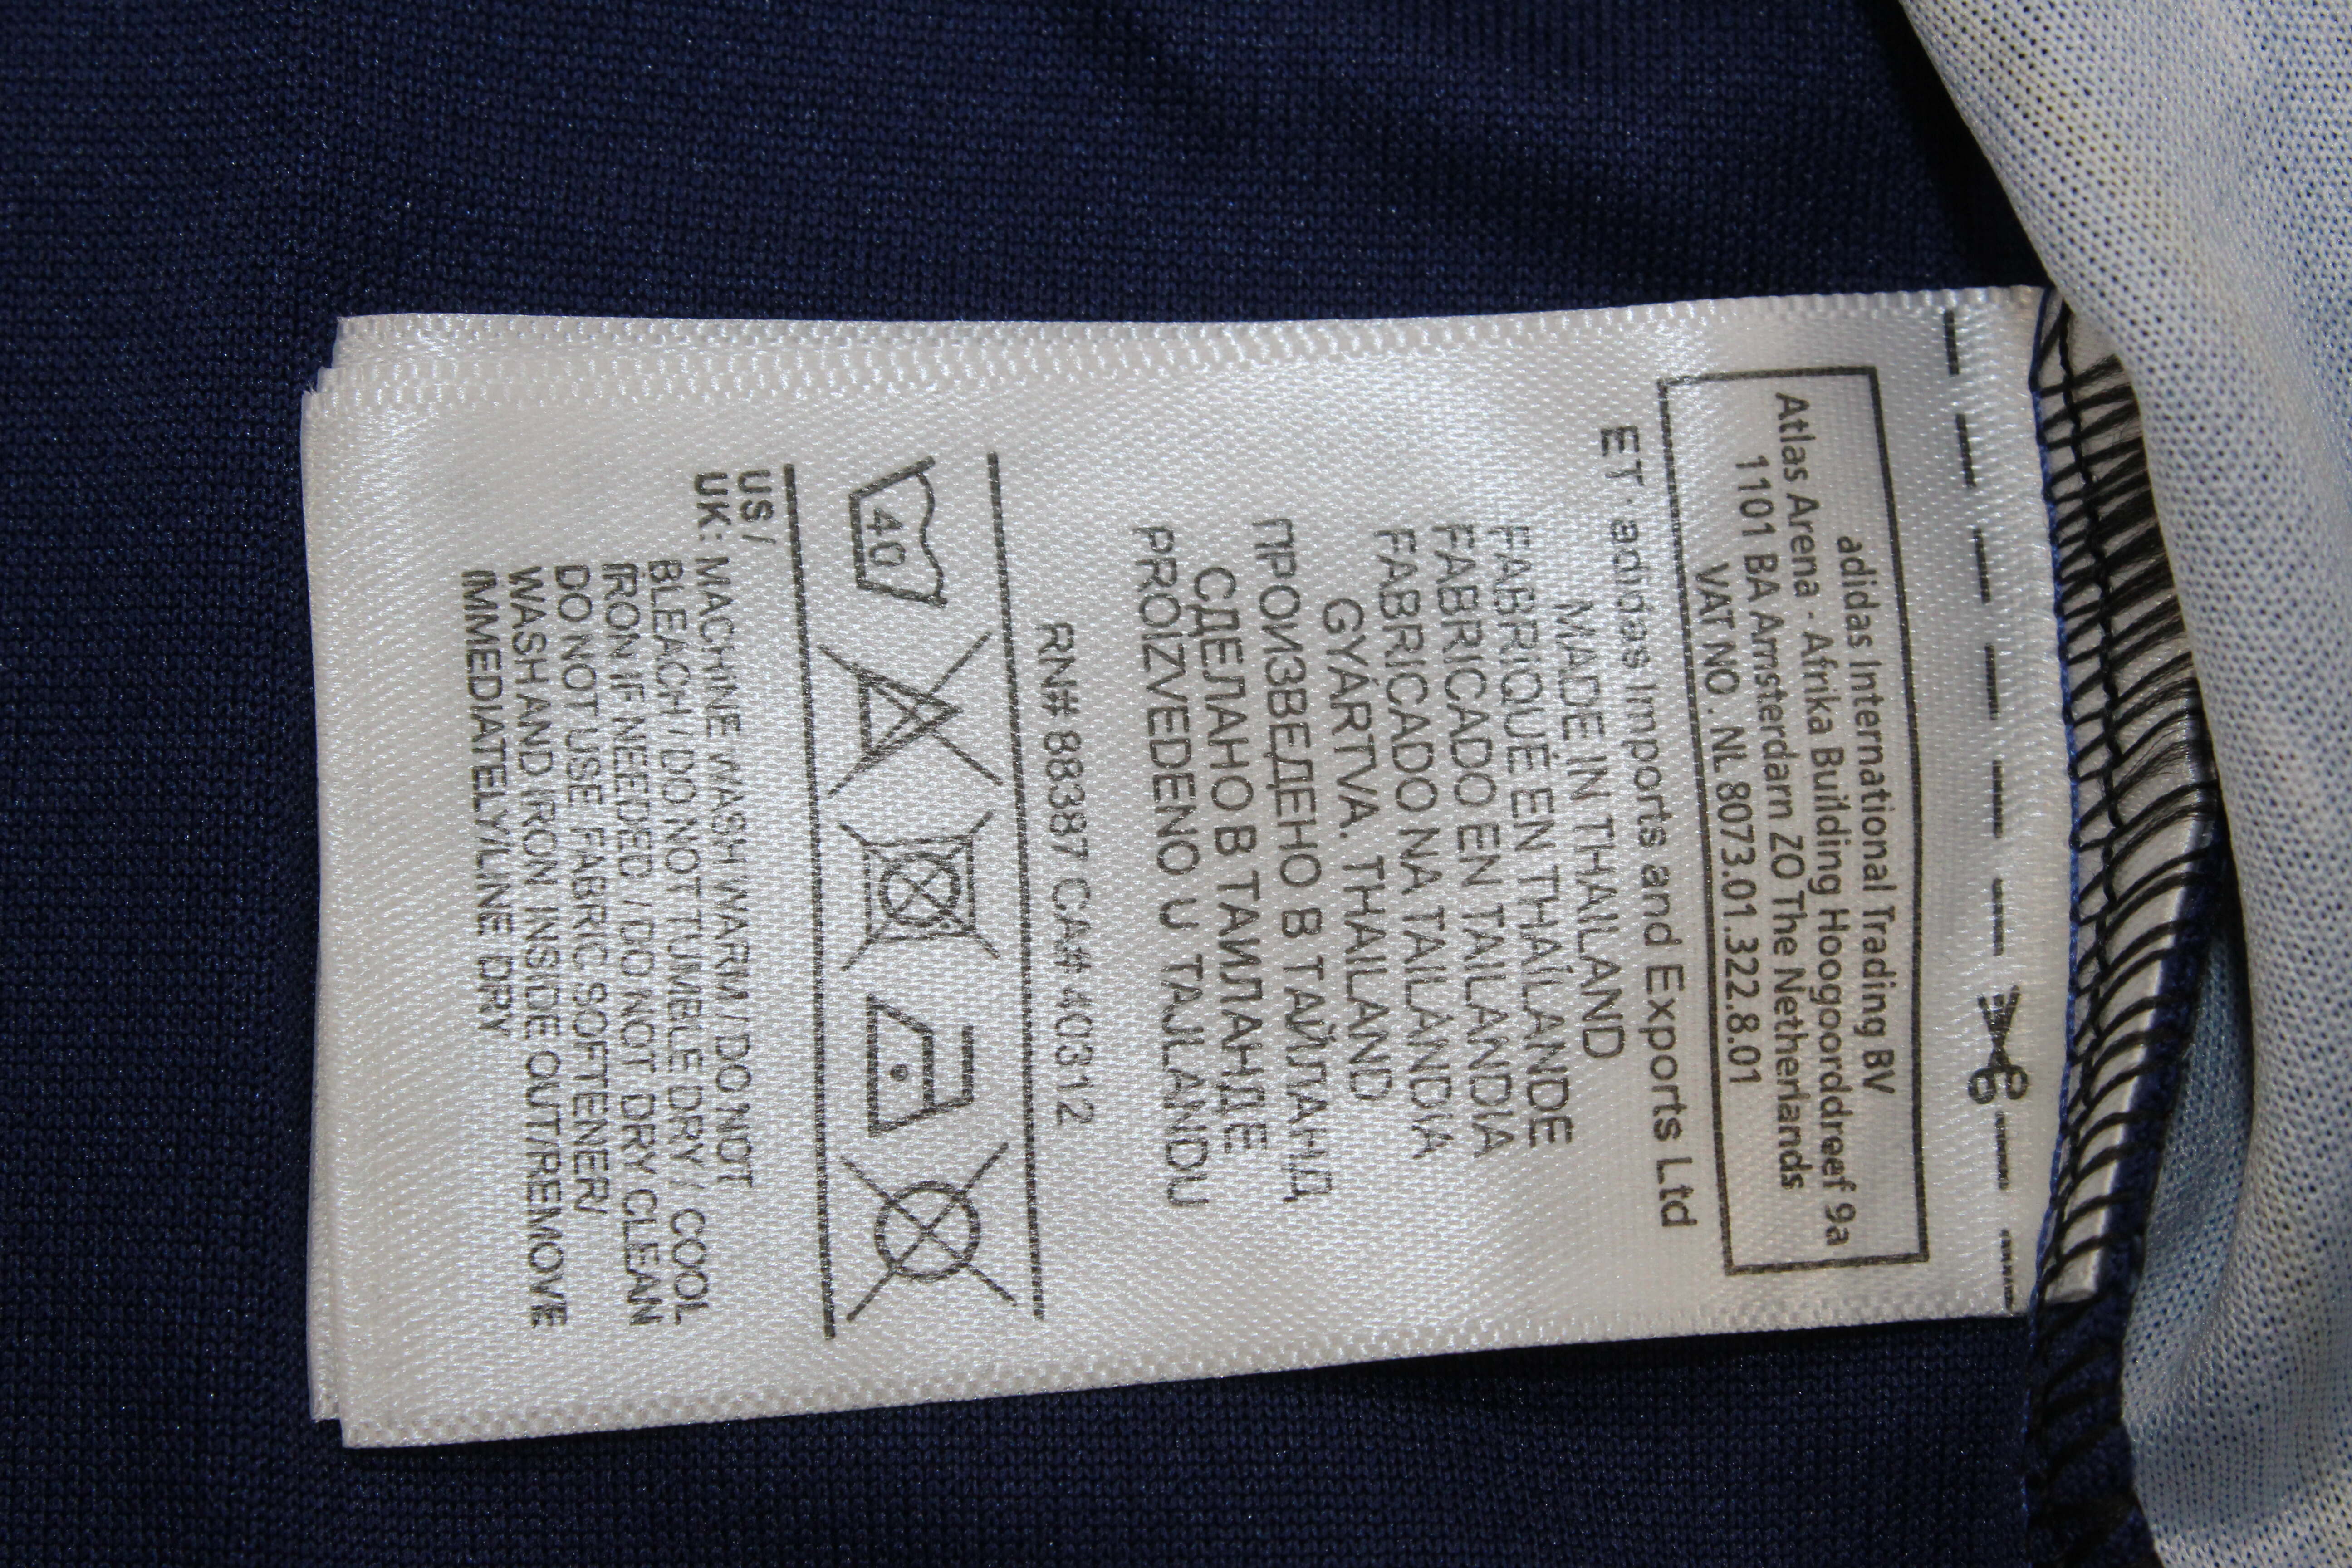 adidas International Trading BV
Atlas Arena - Afrika Building Hoogoorddreef 9a
1101 BA Amsterdam ZO The Netherlands
VAT NO . NL 8073.01.322.8.01
ET · adidas Imports and Exports Ltd
MADE IN THAILAND
FABRIQUÉ EN THAÏLANDE
FABRICADO EN TAILANDIA
FABRICADO NA TAILÂNDIA
GYÁRTVA. THAILAND
ПРОИЗВЕДЕНО В ТАЙЛАНД
СДЕЛАНО В ТАИЛАНДЕ
PROIZVEDENO U TAJLANDU
RN# 88387 CA# 40312
40
US /
UK: MACHINE WASH WARM / DO NOT
BLEACH / DO NOT TUMBLE DRY / COOL
IRON IF NEEDED / DO NOT DRY CLEAN
DO NOT USE FABRIC SOFTENER/
WASH AND IRON INSIDE OUT/REMOVE
IMMEDIATELY/LINE DRY